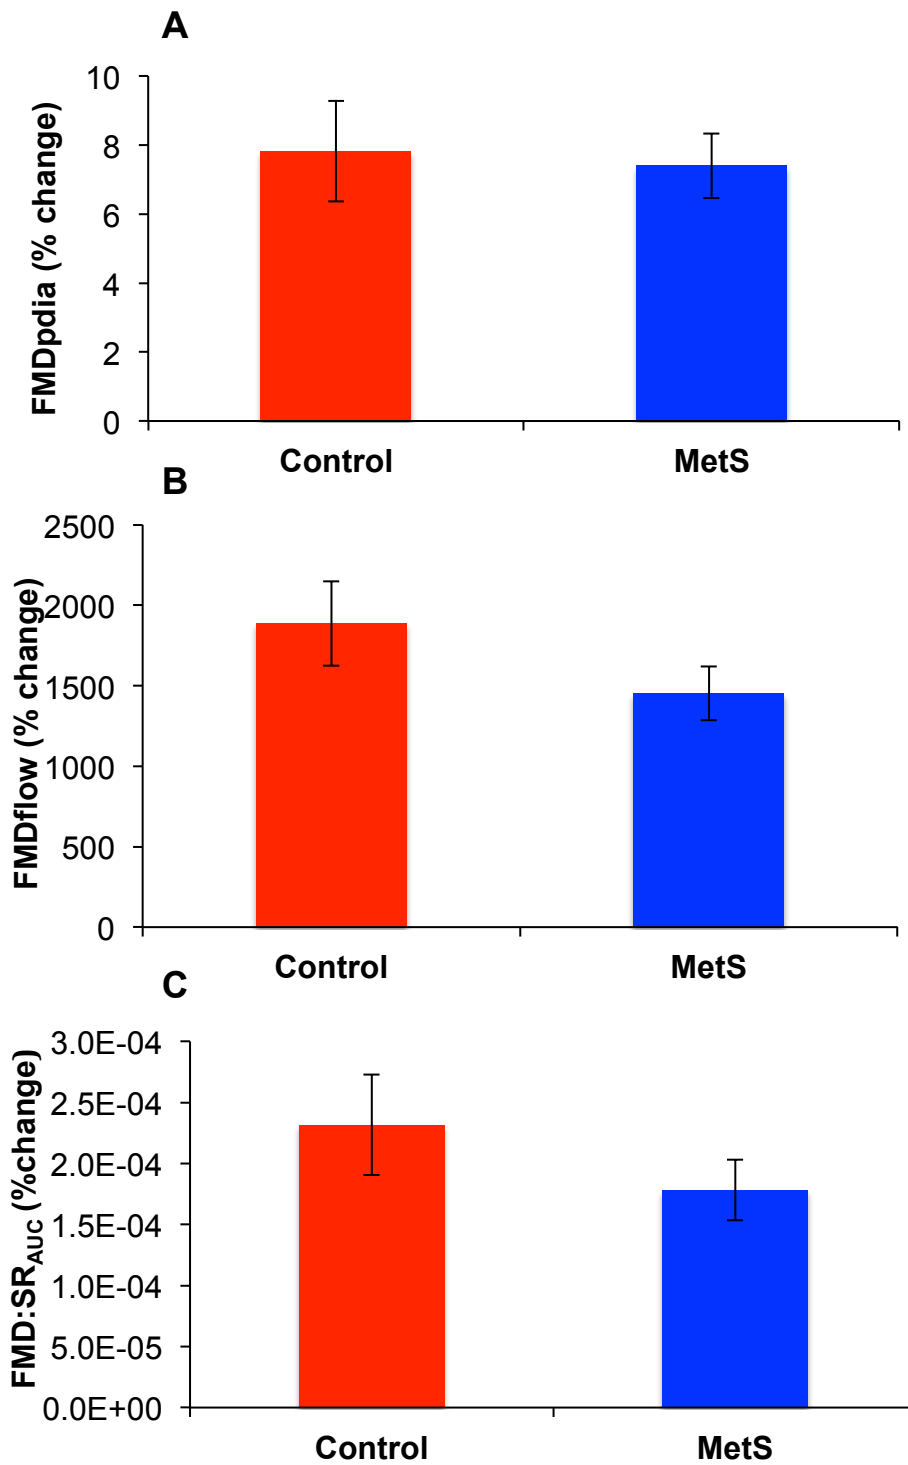 A
FMDpdia (% change)
10
8
6
4
2
0
Control MetS
B
FMDflow (% change)
2500
2000
1500
1000
500
0
Control MetS
C
FMD:SRAUC (%change)
3.0E-04
2.5E-04
2.0E-04
1.5E-04
1.0E-04
5.0E-05
0.0E+00
Control MetS